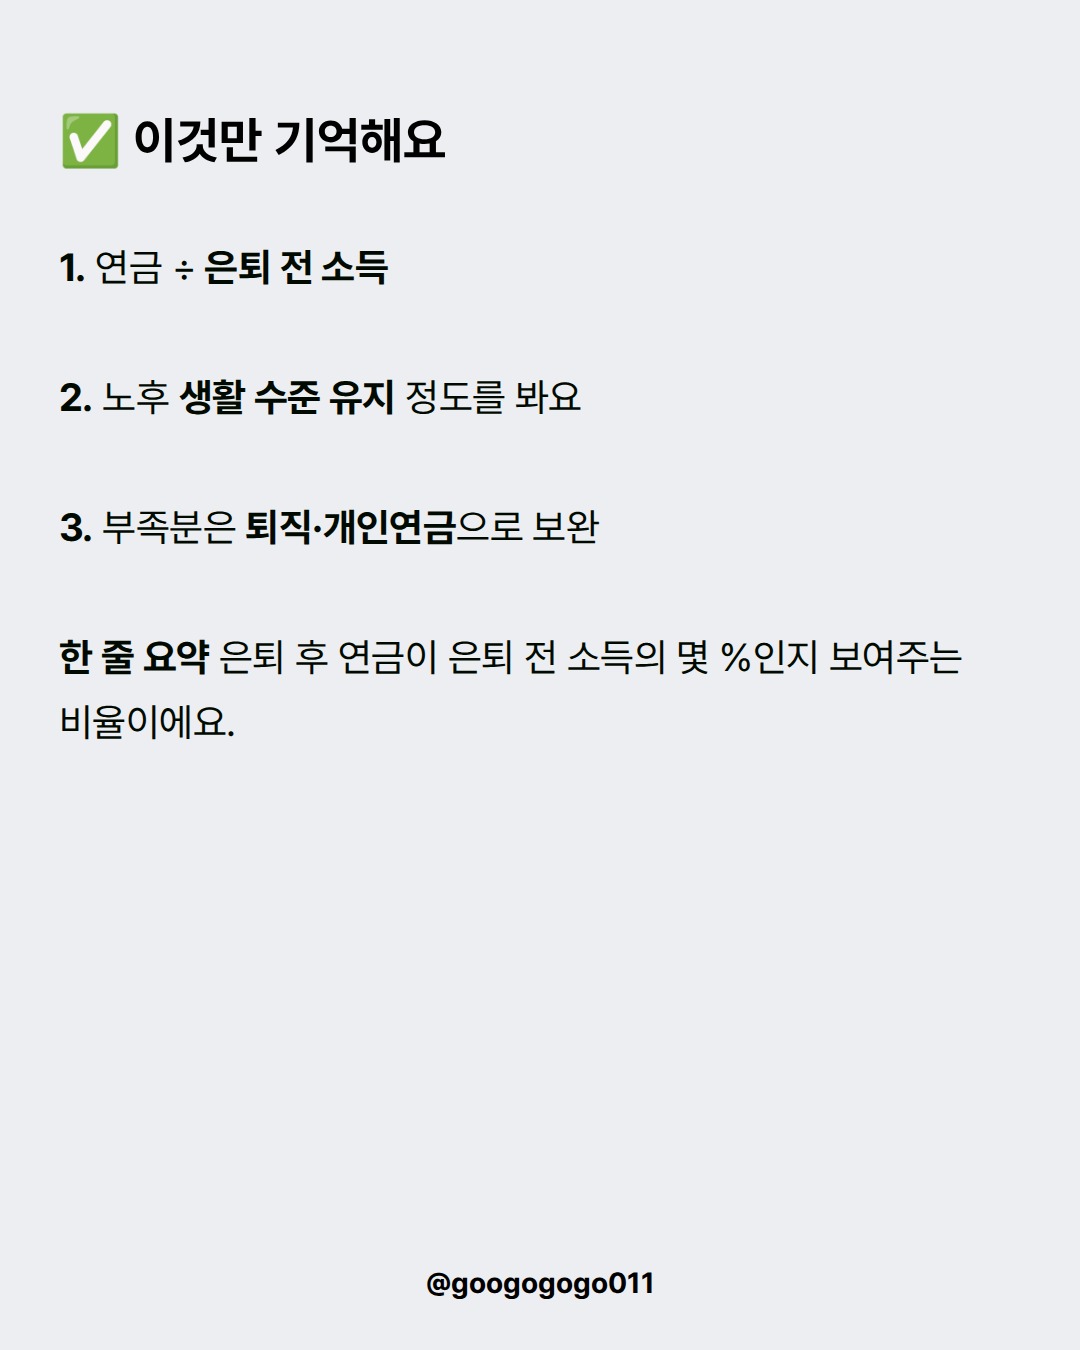 ✅ 이것만 기억해요
1. 연금 ÷ 은퇴 전 소득
2. 노후 생활 수준 유지 정도를 봐요
3. 부족분은 퇴직·개인연금으로 보완
한 줄 요약 은퇴 후 연금이 은퇴 전 소득의 몇 %인지 보여주는
비율이에요.
@googogogo011